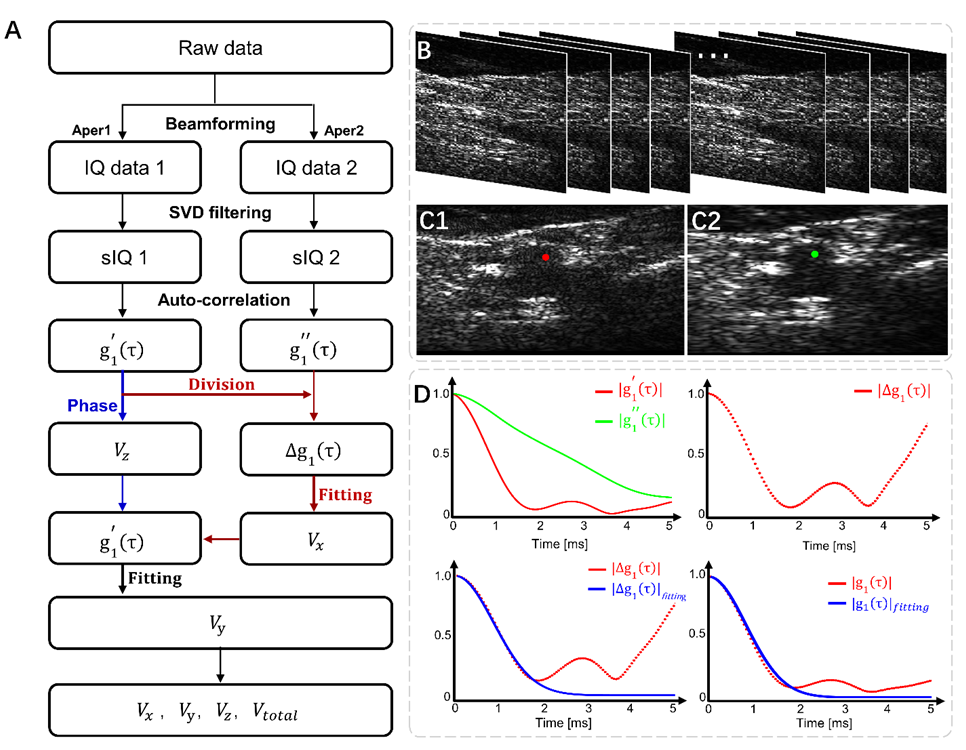 A
Raw data
Aper1
Beamforming
Aper2
IQ data 1
IQ data 2
SVD filtering
sIQ 1
sIQ 2
Auto-correlation
g₁′(τ)
g₁′′(τ)
Division
Phase
V_z
Δg₁(τ)
Fitting
g₁′(τ)
V_x
Fitting
V_y
V_x , V_y, V_z, V_total
B
...
C1
C2
D
1.0
0.5
0
0 1 2 3 4 5
Time [ms]
|g₁′(τ)|
|g₁′′(τ)|
1.0
0.5
0
0 1 2 3 4 5
Time [ms]
|Δg₁(τ)|
1.0
0.5
0
0 1 2 3 4 5
Time [ms]
|Δg₁(τ)|
|Δg₁(τ)|_fitting
1.0
0.5
0
0 1 2 3 4 5
Time [ms]
|g₁(τ)|
|g₁(τ)|_fitting